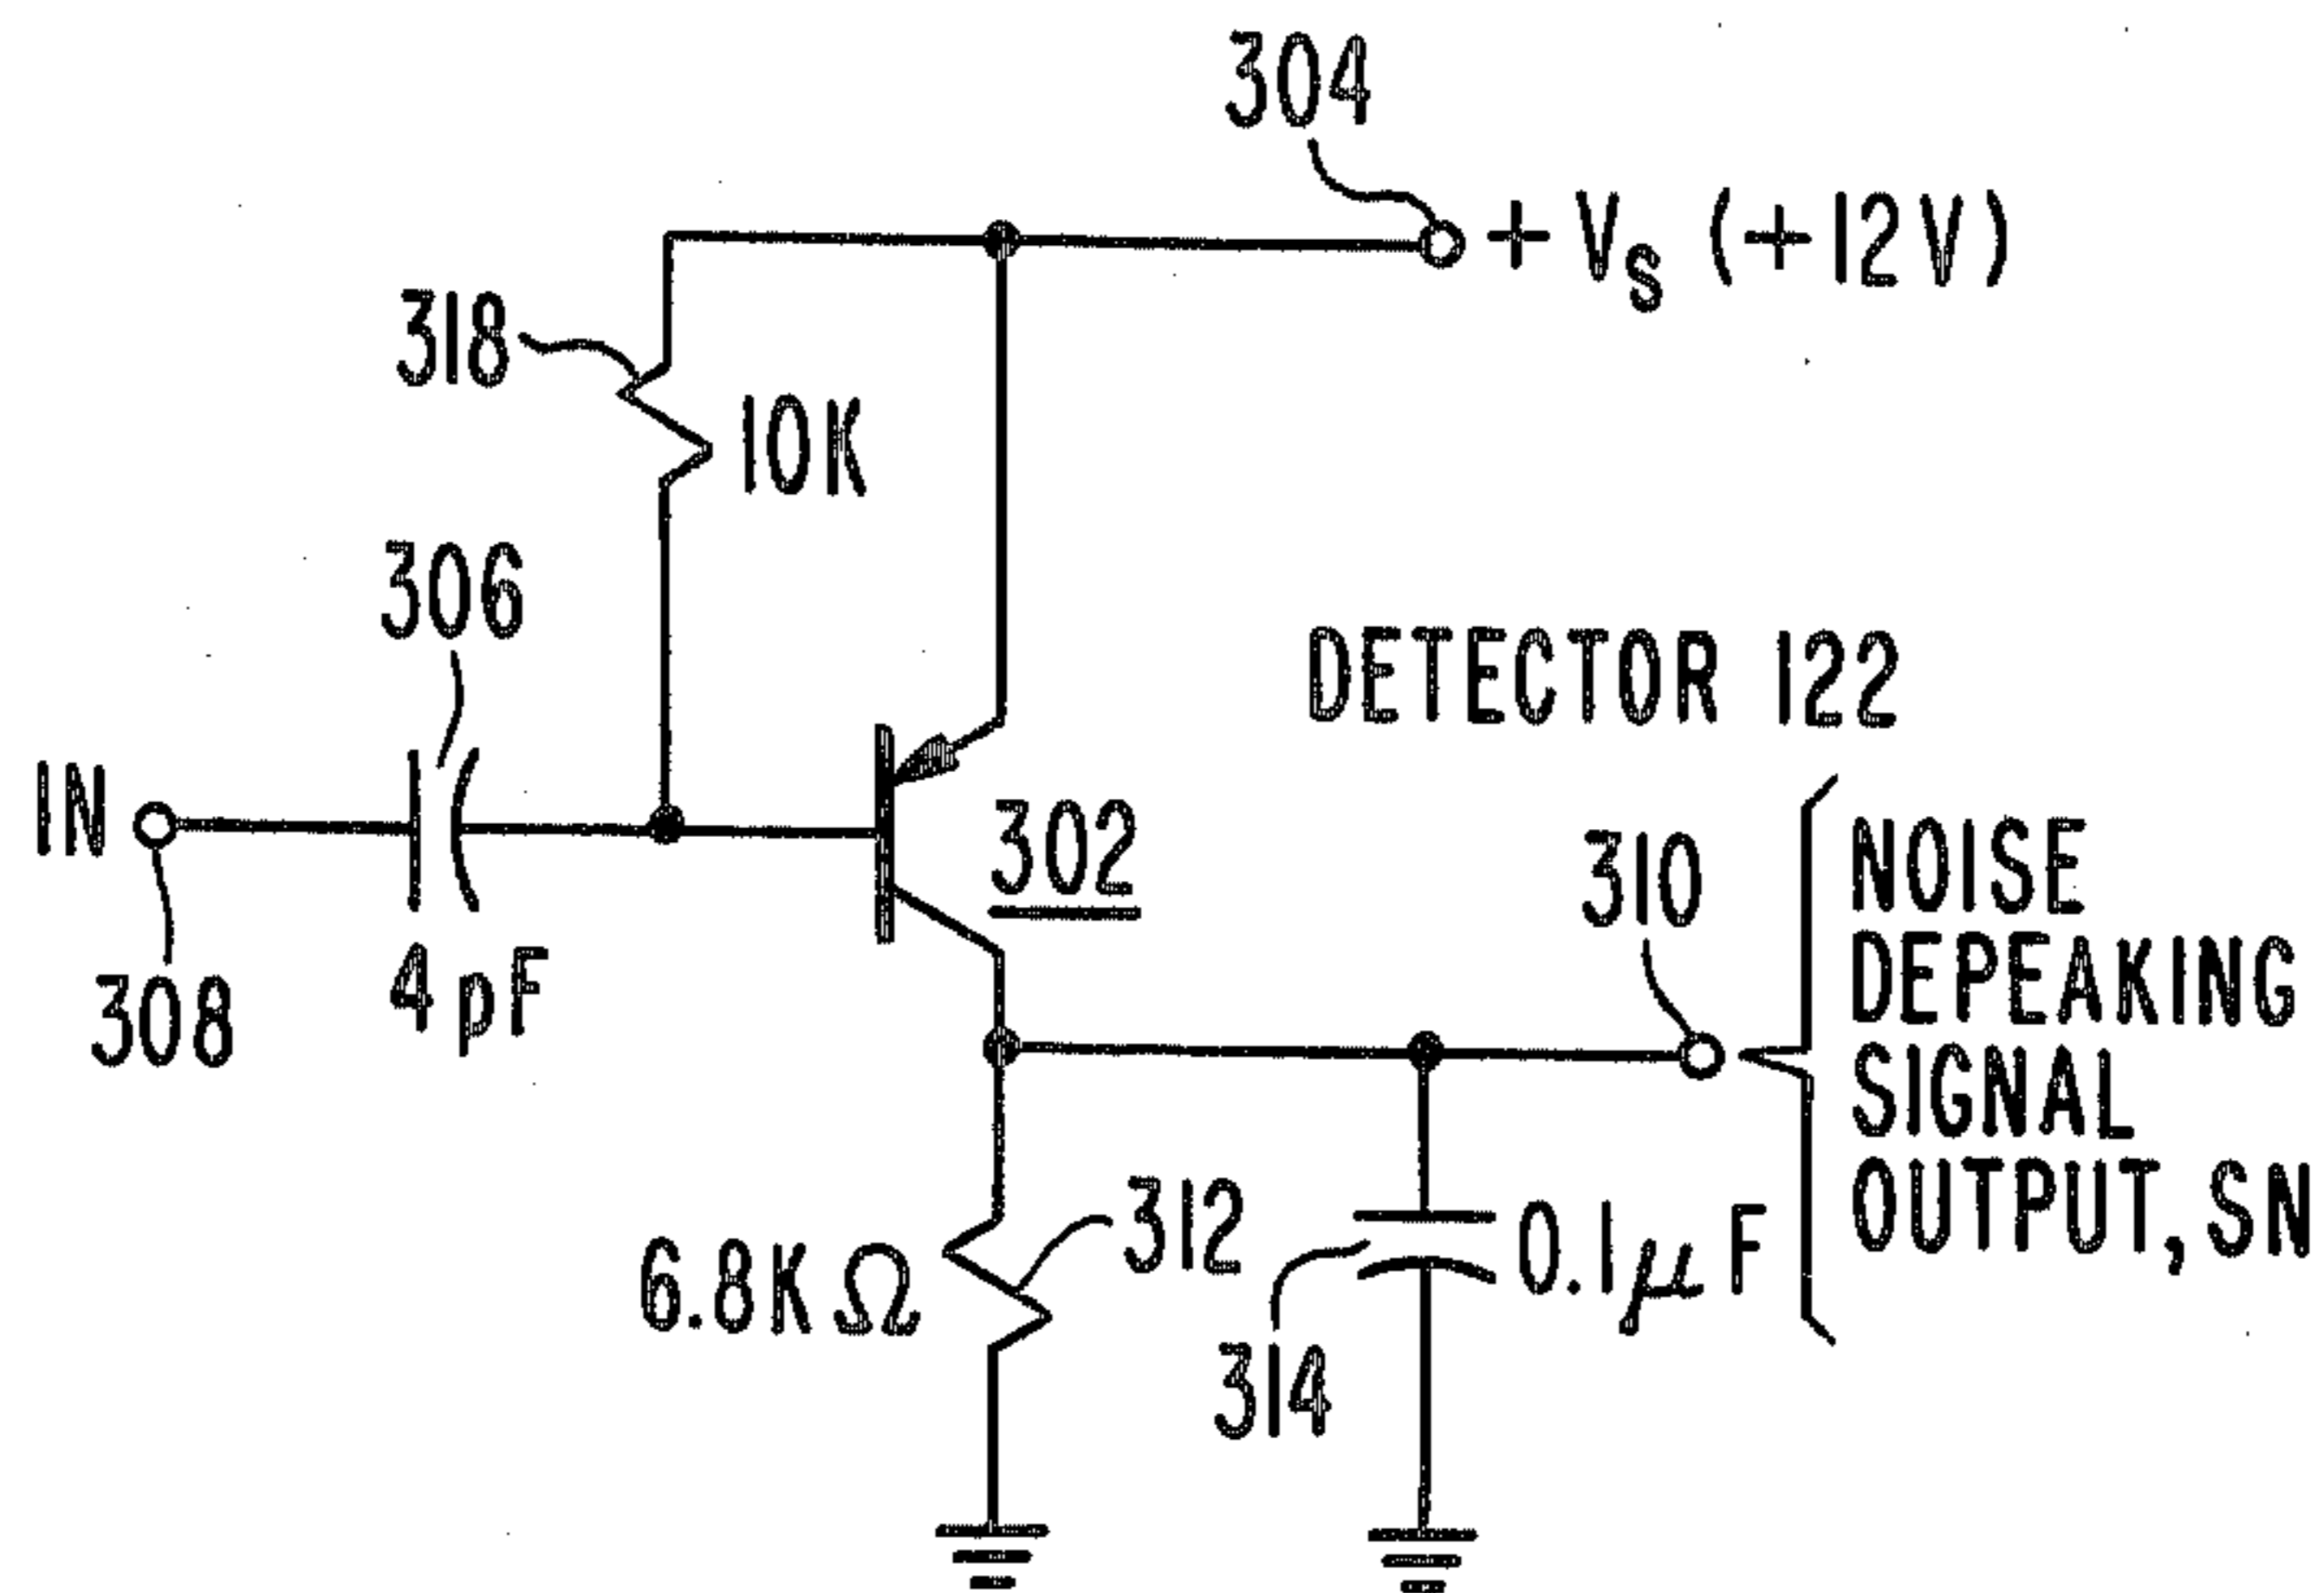 304
+ Vs (+12V)
318
10K
306
DETECTOR 122
IN
302
310
NOISE
DEPEAKING
SIGNAL
OUTPUT, SN
4pF
308
312
6.8KΩ
0.1μF
314